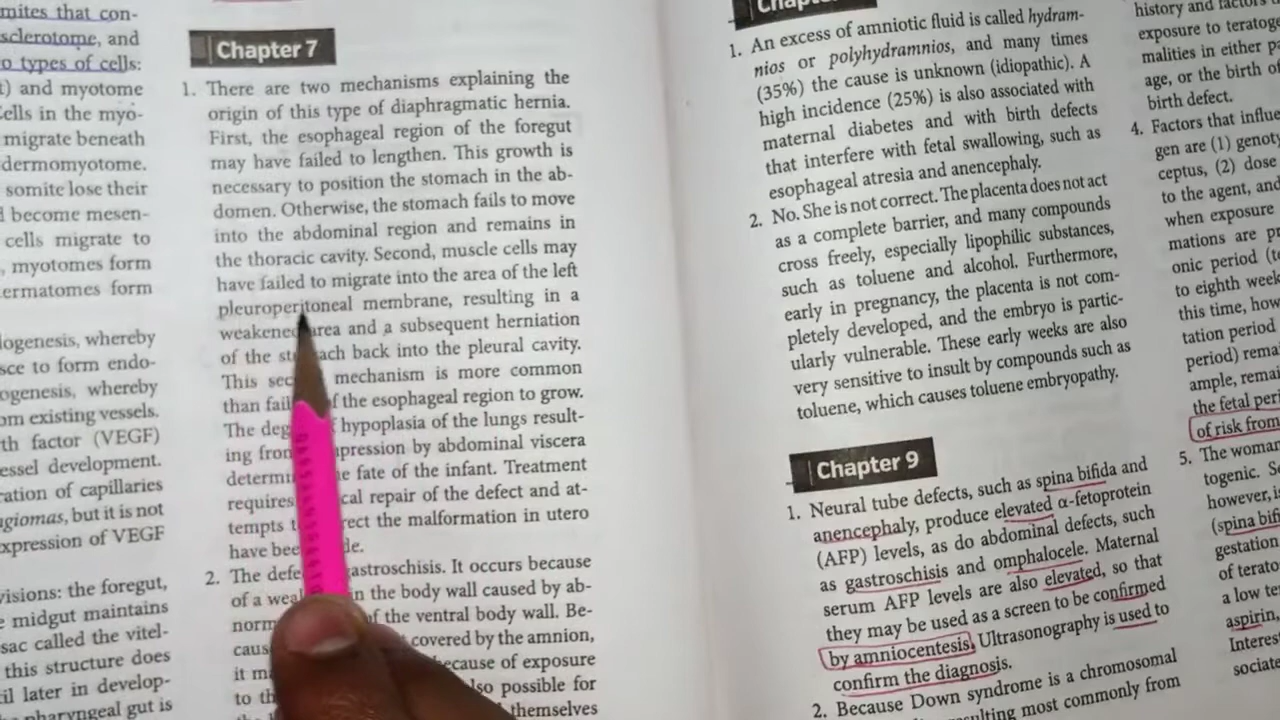 mites that con-
sclerotome, and
o types of cells:
t) and myotome
Cells in the myo-
migrate beneath
dermomyotome.
somite lose their
d become mesen-
cells migrate to
, myotomes form
ermatomes form
logenesis, whereby
sce to form endo-
ogenesis, whereby
om existing vessels.
th factor (VEGF)
essel development.
ration of capillaries
giomas, but it is not
xpression of VEGF
visions: the foregut,
e midgut maintains
sac called the vitel-
this structure does
til later in develop-
pharyngeal gut is
Chapter 7
1. There are two mechanisms explaining the
origin of this type of diaphragmatic hernia.
First, the esophageal region of the foregut
may have failed to lengthen. This growth is
necessary to position the stomach in the ab-
domen. Otherwise, the stomach fails to move
into the abdominal region and remains in
the thoracic cavity. Second, muscle cells may
have failed to migrate into the area of the left
pleuroperitoneal membrane, resulting in a
weakened area and a subsequent herniation
of the st ach back into the pleural cavity.
This sec mechanism is more common
than fail f the esophageal region to grow.
The deg f hypoplasia of the lungs result-
ing from pression by abdominal viscera
determi e fate of the infant. Treatment
requires cal repair of the defect and at-
tempts t rect the malformation in utero
have bee de.
2. The defe astroschisis. It occurs because
of a wea in the body wall caused by ab-
norm of the ventral body wall. Be-
caus covered by the amnion,
it m ecause of exposure
to th lso possible for
themselves
1. An excess of amniotic fluid is called hydram-
nios or polyhydramnios, and many times
(35%) the cause is unknown (idiopathic). A
high incidence (25%) is also associated with
maternal diabetes and with birth defects
that interfere with fetal swallowing, such as
esophageal atresia and anencephaly.
2. No. She is not correct. The placenta does not act
as a complete barrier, and many compounds
cross freely, especially lipophilic substances,
such as toluene and alcohol. Furthermore,
early in pregnancy, the placenta is not com-
pletely developed, and the embryo is partic-
ularly vulnerable. These early weeks are also
very sensitive to insult by compounds such as
toluene, which causes toluene embryopathy.
Chapter 9
1. Neural tube defects, such as spina bifida and
anencephaly, produce elevated α-fetoprotein
(AFP) levels, as do abdominal defects, such
as gastroschisis and omphalocele. Maternal
serum AFP levels are also elevated, so that
they may be used as a screen to be confirmed
by amniocentesis. Ultrasonography is used to
confirm the diagnosis.
2. Because Down syndrome is a chromosomal
sulting most commonly from
history and factors
exposure to teratoge
malities in either pa
age, or the birth of
birth defect.
4. Factors that influe
gen are (1) genoty
ceptus, (2) dose
to the agent, and
when exposure
mations are pr
onic period (t
to eighth week
this time, how
tation period
period) rema
ample, remai
the fetal peri
of risk from
5. The woman
togenic. S
however, i
(spina bif
gestation
of terato
a low te
aspirin,
Interes
sociate